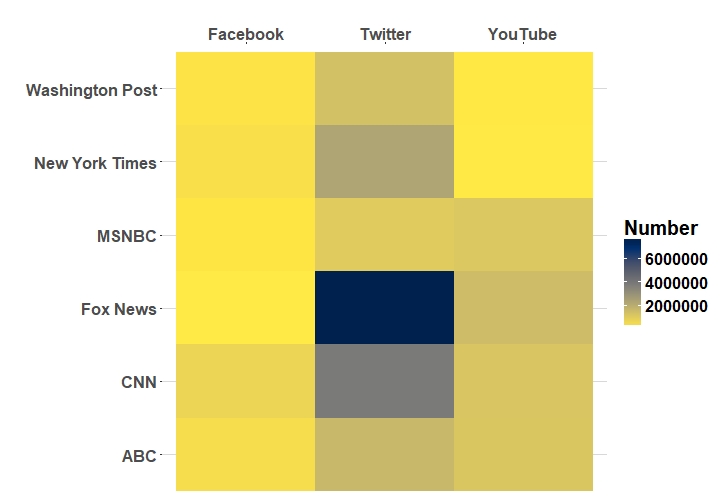 Facebook Twitter YouTube
Washington Post
New York Times
MSNBC
Fox News
CNN
ABC
Number
6000000
4000000
2000000